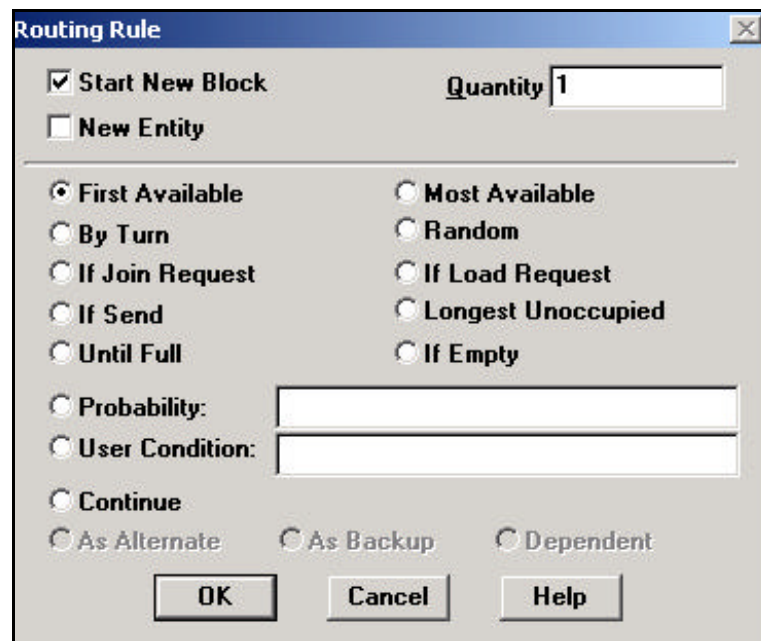 Routing Rule
Start New Block
Quantity 1
New Entity
First Available
Most Available
By Turn
Random
If Join Request
If Load Request
If Send
Longest Unoccupied
Until Full
If Empty
Probability:
User Condition:
Continue
As Alternate
As Backup
Dependent
OK
Cancel
Help